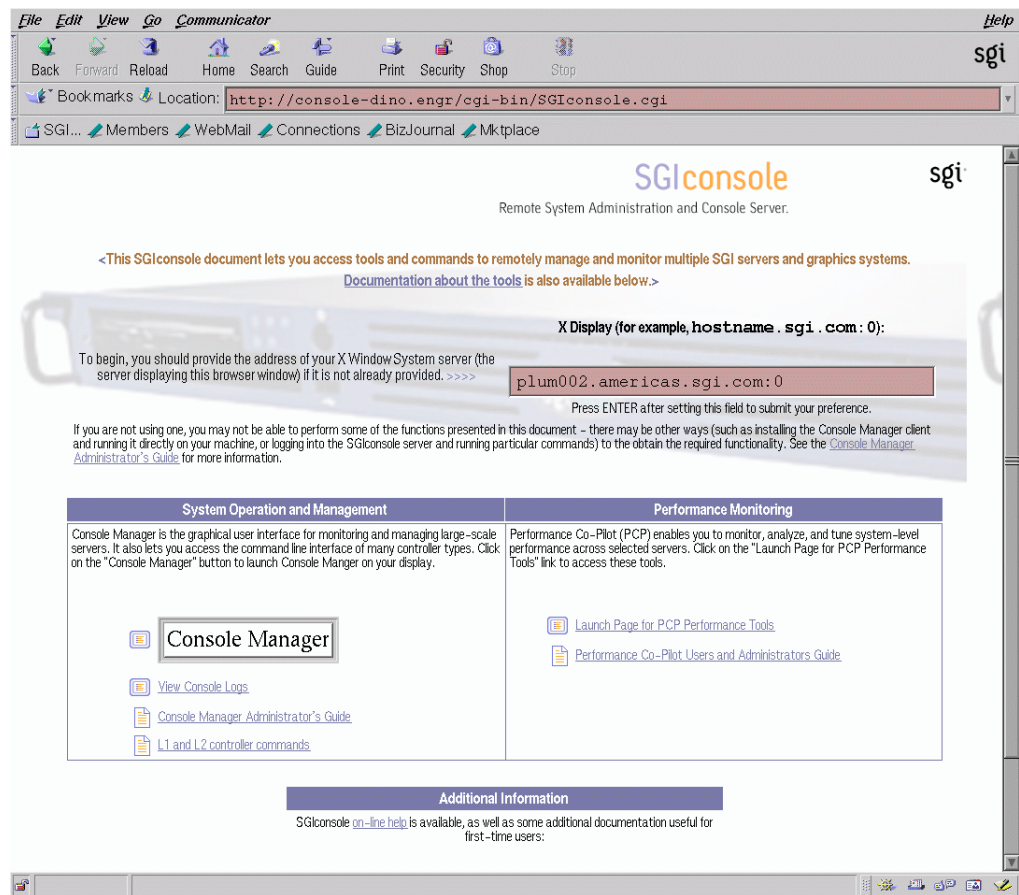 File Edit View Go Communicator Help
Back Forward Reload Home Search Guide Print Security Shop Stop
sgi
Bookmarks Location: http://console-dino.engr/cgi-bin/SGIconsole.cgi
SGI... Members WebMail Connections BizJournal Mktplace
SGIconsole
sgi
Remote System Administration and Console Server.
<This SGIconsole document lets you access tools and commands to remotely manage and monitor multiple SGI servers and graphics systems.
Documentation about the tools is also available below.>
X Display (for example, hostname.sgi.com:0):
To begin, you should provide the address of your X Window System server (the
server displaying this browser window) if it is not already provided. >>>>
plum002.americas.sgi.com:0
Press ENTER after setting this field to submit your preference.
If you are not using one, you may not be able to perform some of the functions presented in this document - there may be other ways (such as installing the Console Manager client
and running it directly on your machine, or logging into the SGIconsole server and running particular commands) to the obtain the required functionality. See the Console Manager
Administrator's Guide for more information.
System Operation and Management
Console Manager is the graphical user interface for monitoring and managing large-scale
servers. It also lets you access the command line interface of many controller types. Click
on the "Console Manager" button to launch Console Manger on your display.
Console Manager
View Console Logs
Console Manager Administrator's Guide
L1 and L2 controller commands
Performance Monitoring
Performance Co-Pilot (PCP) enables you to monitor, analyze, and tune system-level
performance across selected servers. Click on the "Launch Page for PCP Performance
Tools" link to access these tools.
Launch Page for PCP Performance Tools
Performance Co-Pilot Users and Administrators Guide
Additional Information
SGIconsole on-line help is available, as well as some additional documentation useful for
first-time users: